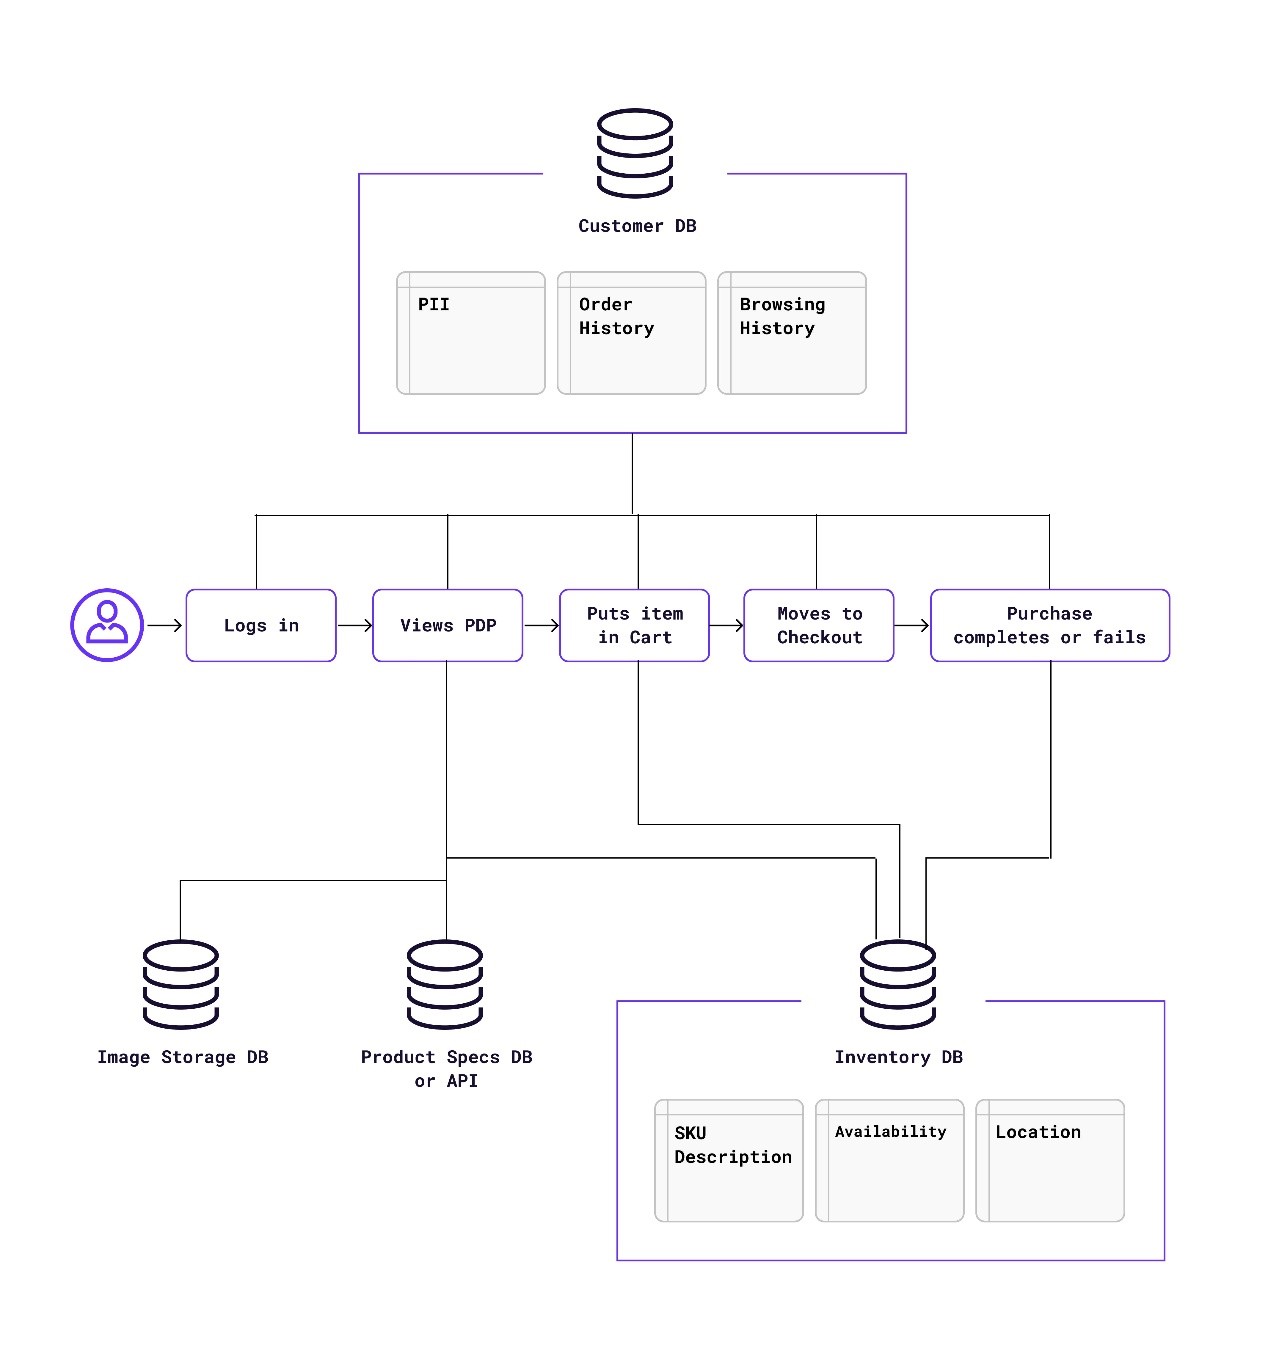 Customer DB
PII
Order
History
Browsing
History
Logs in
Views PDP
Puts item
in Cart
Moves to
Checkout
Purchase
completes or fails
Image Storage DB
Product Specs DB
or API
Inventory DB
SKU
Description
Availability
Location